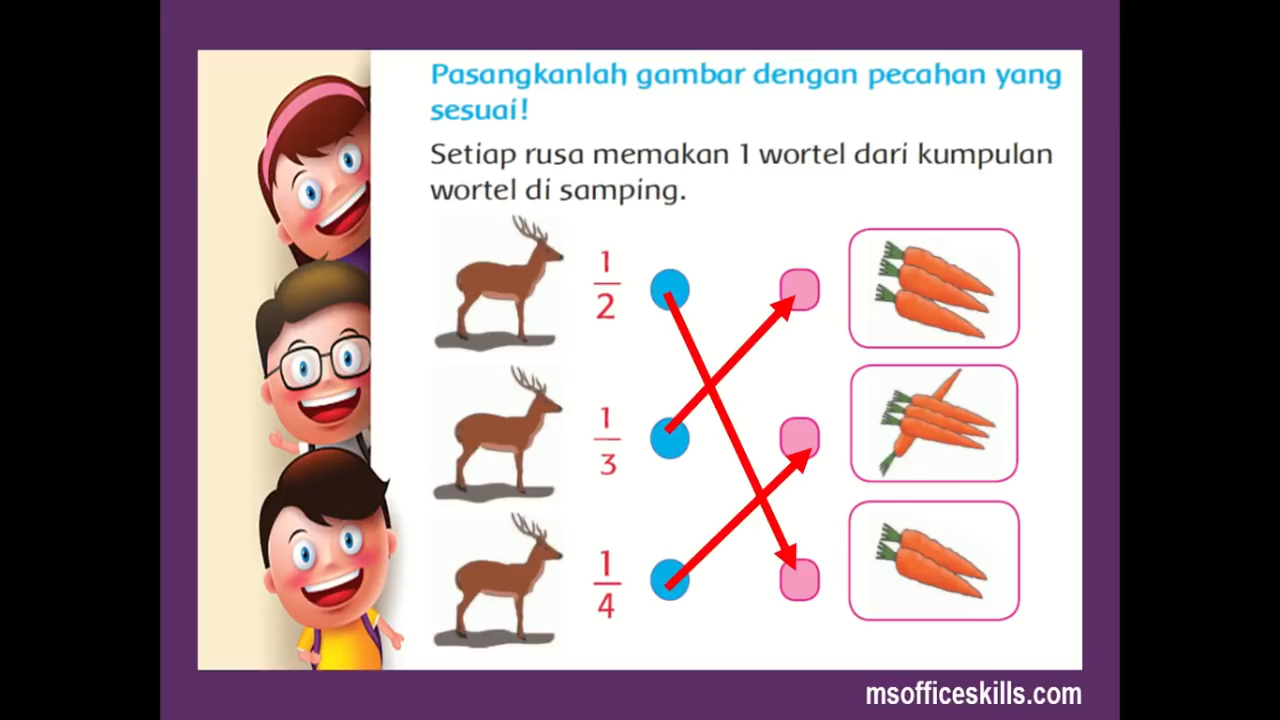 Pasangkanlah gambar dengan pecahan yang
sesuai!
Setiap rusa memakan 1 wortel dari kumpulan
wortel di samping.
1
2
1
3
1
4
msofficeskills.com